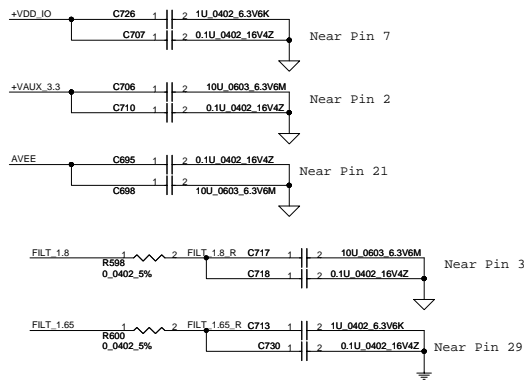 +VDD_IO C726 1 2 1U_0402_6.3V6K
C707 1 2 0.1U_0402_16V4Z Near Pin 7
+VAUX_3.3 C706 1 2 10U_0603_6.3V6M
C710 1 2 0.1U_0402_16V4Z Near Pin 2
AVEE C695 1 2 0.1U_0402_16V4Z Near Pin 21
C698 1 2 10U_0603_6.3V6M
FILT_1.8 1 2 FILT_1.8_R C717 1 2 10U_0603_6.3V6M
R598 C718 1 2 0.1U_0402_16V4Z Near Pin 3
0_0402_5%
FILT_1.65 1 2 FILT_1.65_R C713 1 2 1U_0402_6.3V6K
R600 C730 1 2 0.1U_0402_16V4Z Near Pin 29
0_0402_5%